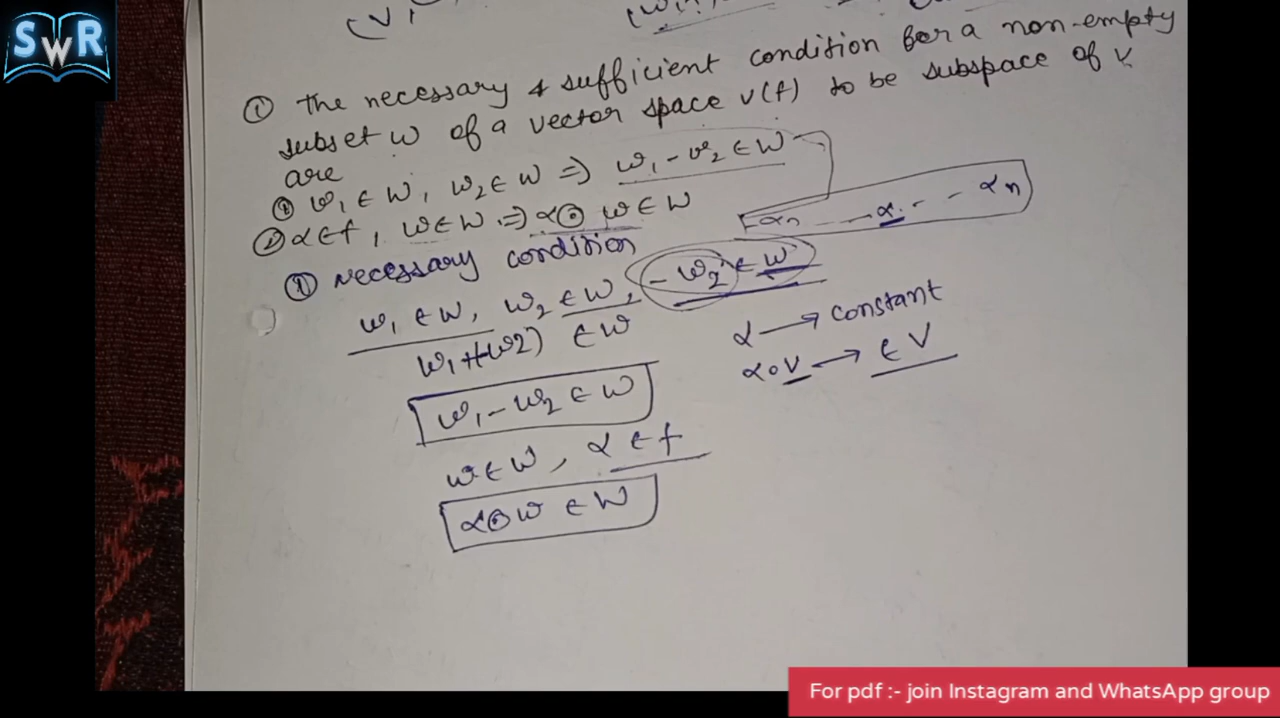 SWR
(V,
① the necessary & sufficient condition for a non-empty
subset W of a vector space V(f) to be subspace of V
are
① w₁ ∈ W, w₂ ∈ W ⇒ w₁ - w₂ ∈ W
② α ∈ f, w ∈ W ⇒ α⊙ w ∈ W
-αn α - - αn
① Necessary condition
w₁ ∈ W, w₂ ∈ W, -w₂ ∈ W
w₁ +(-w2) ∈ W
α → constant
w₁ - w₂ ∈ W
α∘v → ∈ V
w ∈ W, α ∈ f
α⊙w ∈ W
For pdf :- join Instagram and WhatsApp group